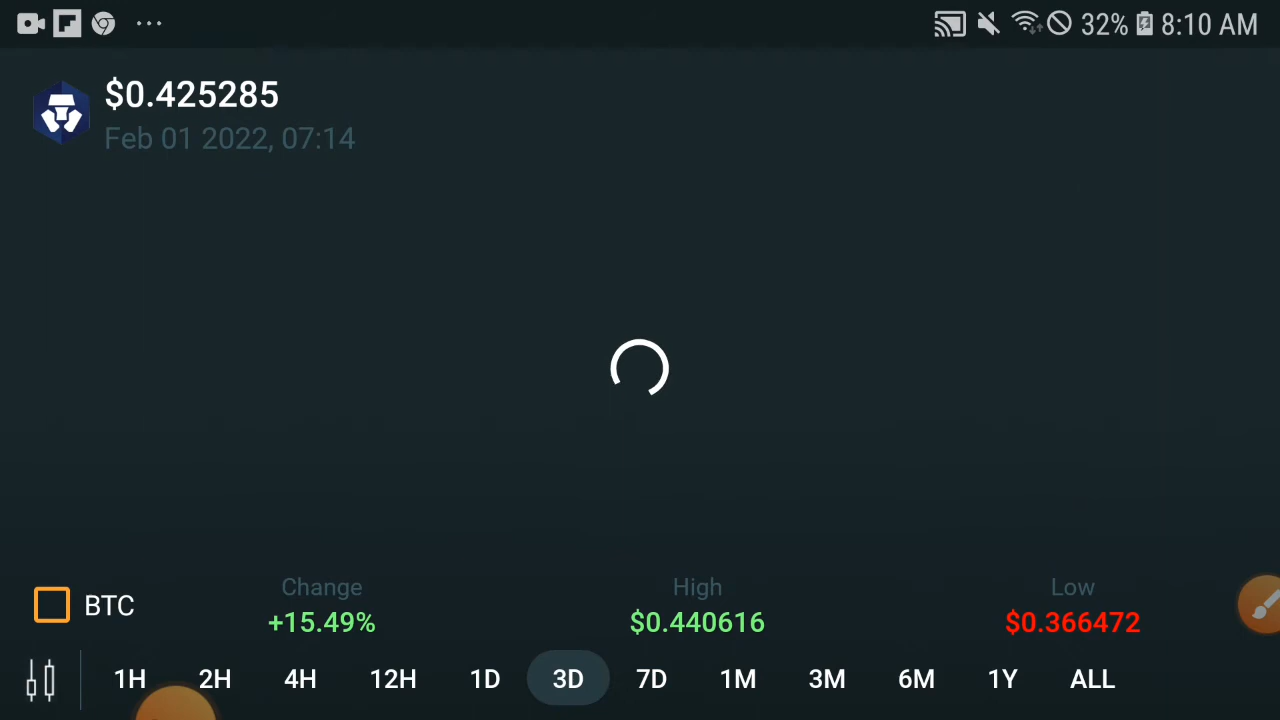 32% 8:10 AM
$0.425285
Feb 01 2022, 07:14
BTC
Change
+15.49%
High
$0.440616
Low
$0.366472
1H 2H 4H 12H 1D 3D 7D 1M 3M 6M 1Y ALL